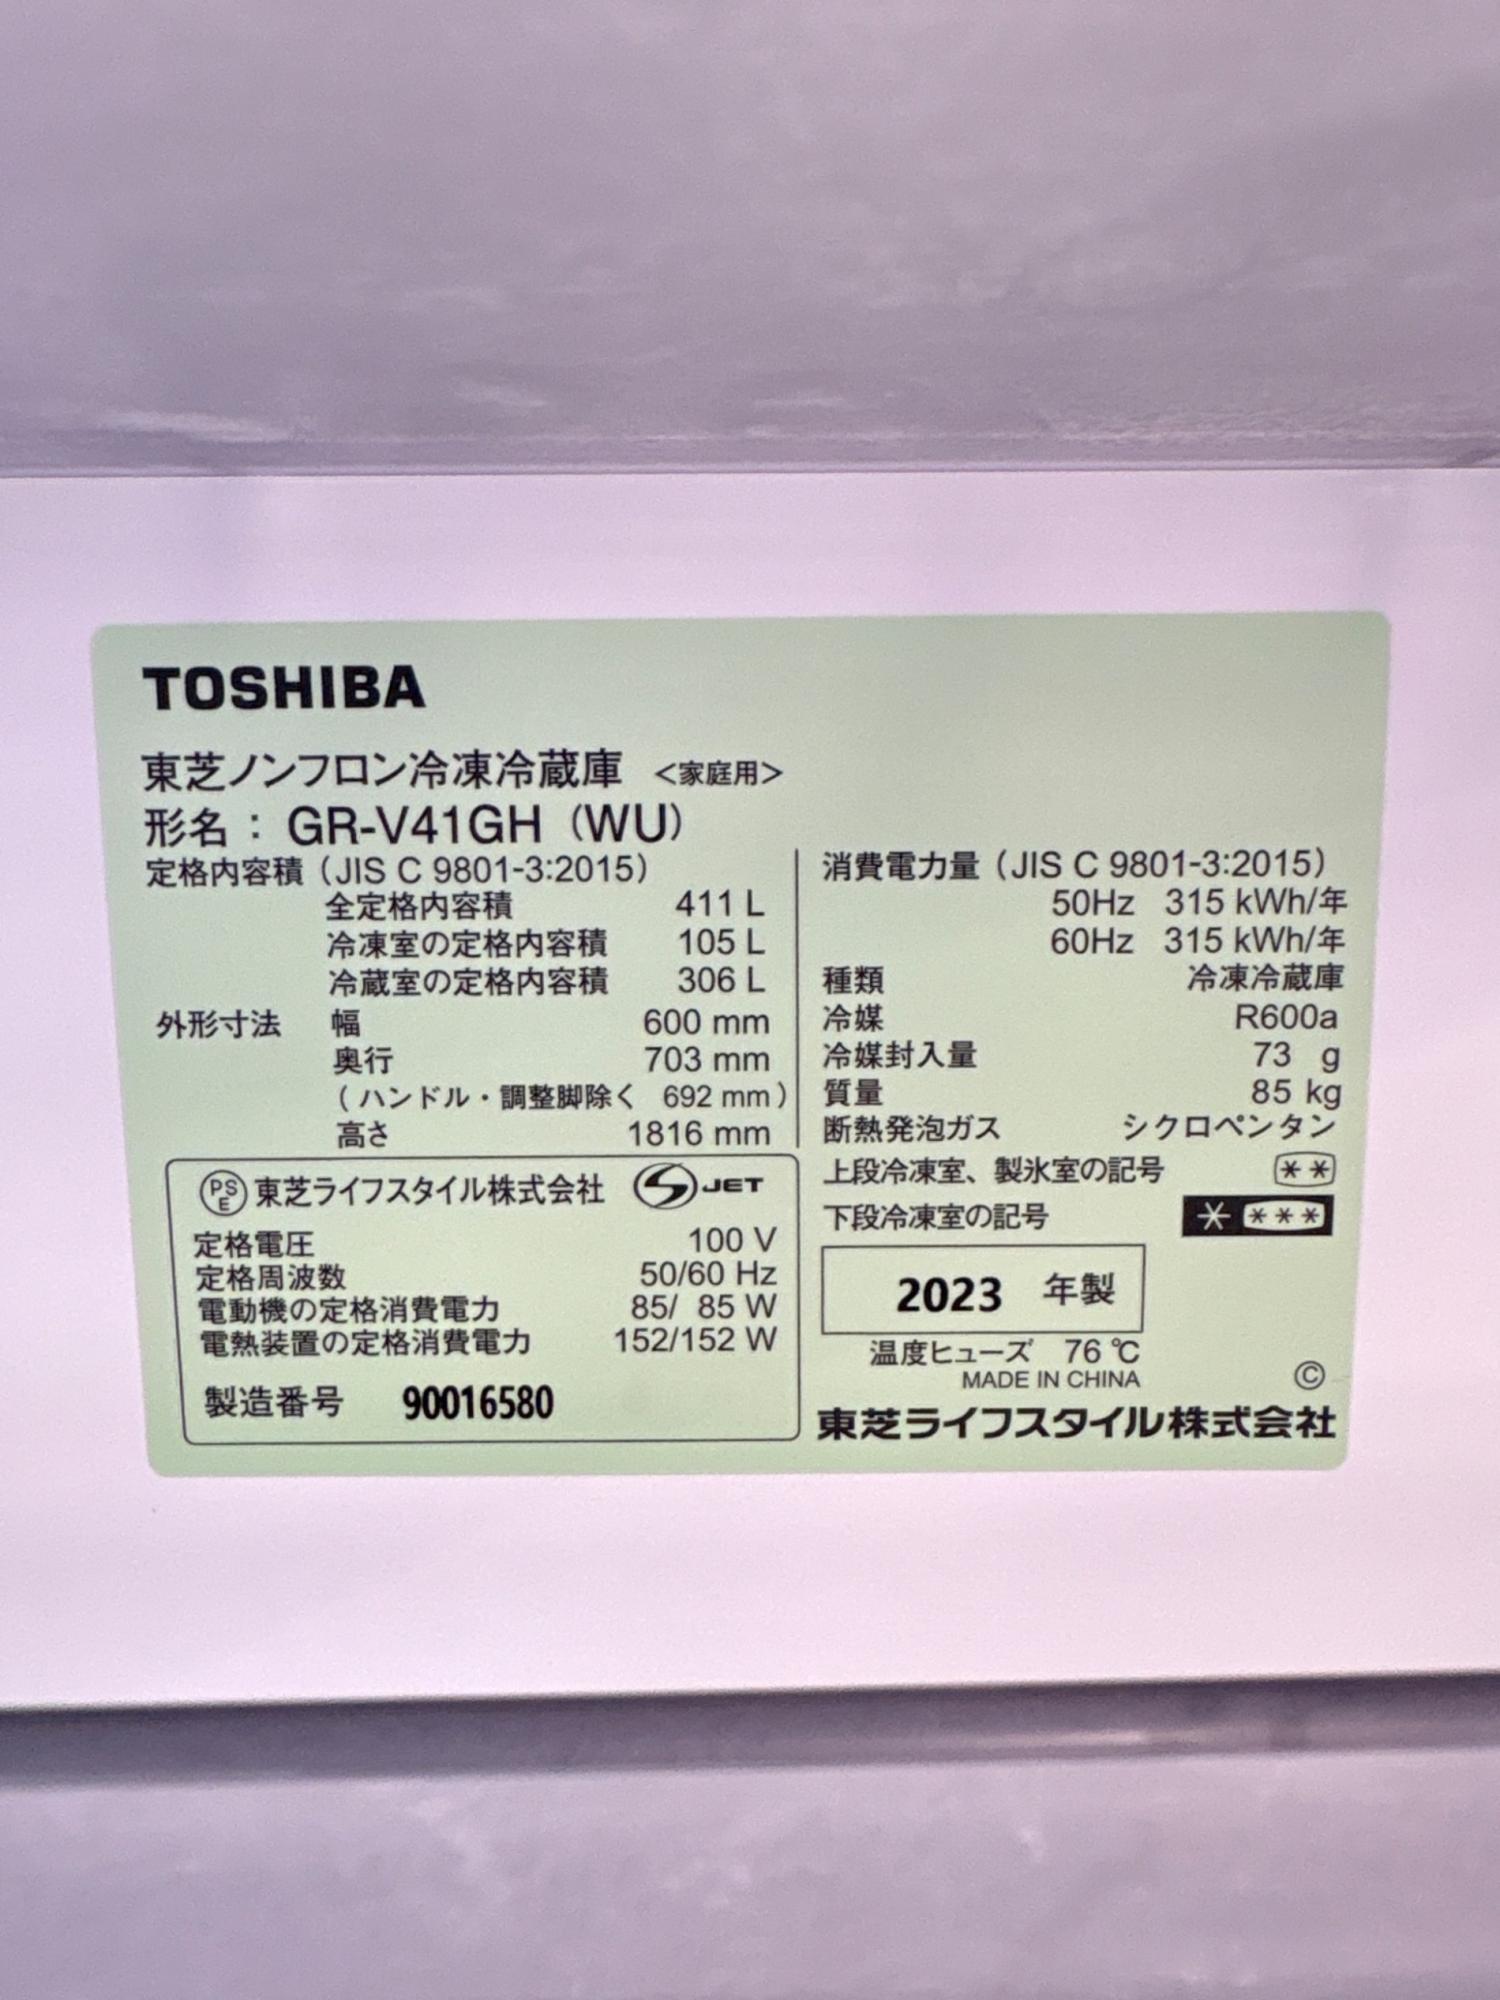 TOSHIBA
東芝ノンフロン冷凍冷蔵庫 <家庭用>
形名: GR-V41GH (WU)
定格内容積 (JIS C 9801-3:2015)
全定格内容積 411 L
冷凍室の定格内容積 105 L
冷蔵室の定格内容積 306 L
外形寸法 幅 600 mm
奥行 703 mm
(ハンドル・調整脚除く 692 mm)
高さ 1816 mm
PSE 東芝ライフスタイル株式会社 JET
定格電圧 100 V
定格周波数 50/60 Hz
電動機の定格消費電力 85/ 85 W
電熱装置の定格消費電力 152/152 W
製造番号 90016580
消費電力量 (JIS C 9801-3:2015)
50Hz 315 kWh/年
60Hz 315 kWh/年
種類 冷凍冷蔵庫
冷媒 R600a
冷媒封入量 73 g
質量 85 kg
断熱発泡ガス シクロペンタン
上段冷凍室、製氷室の記号 **
下段冷凍室の記号 * ***
2023 年製
温度ヒューズ 76 ℃
MADE IN CHINA
©
東芝ライフスタイル株式会社